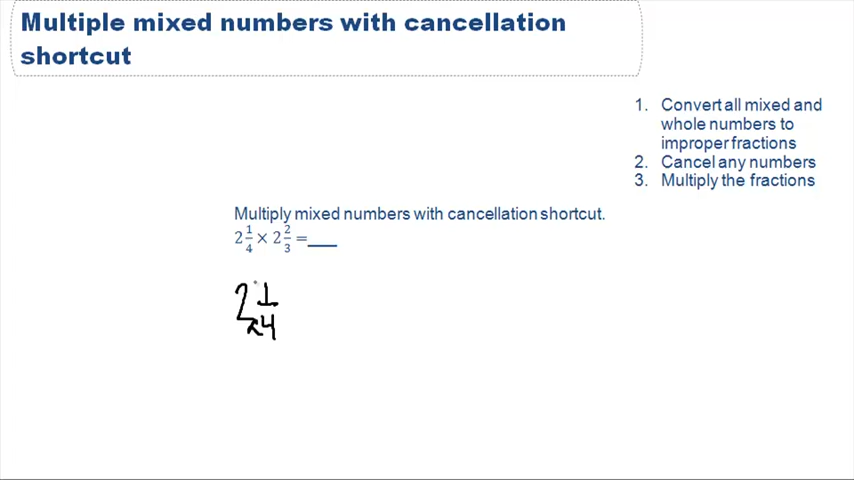 Multiple mixed numbers with cancellation
shortcut
1. Convert all mixed and
whole numbers to
improper fractions
2. Cancel any numbers
3. Multiply the fractions
Multiply mixed numbers with cancellation shortcut.
2 1/4 × 2 2/3 =___
2 1/×4